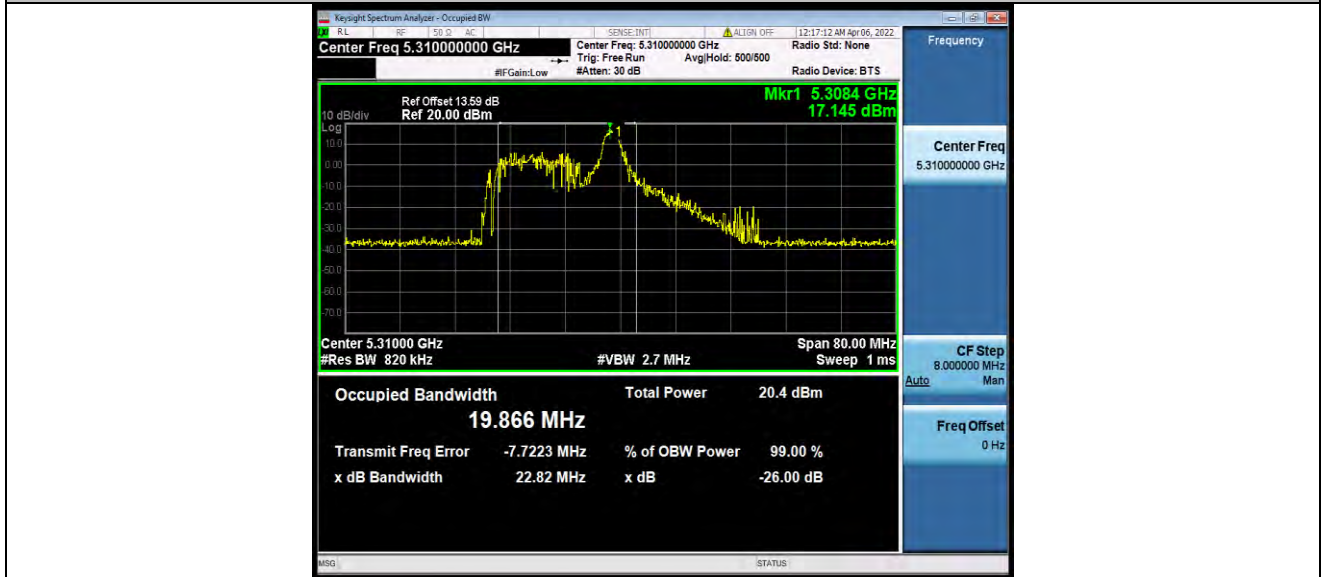 Keysight Spectrum Analyzer - Occupied BW
RL RF 50 Ω AC SENSE:INT ALIGN OFF 12:17:12 AM Apr 06, 2022
Center Freq 5.310000000 GHz
Center Freq: 5.310000000 GHz Radio Std: None
Trig: Free Run Avg|Hold: 500/500
#IFGain:Low #Atten: 30 dB Radio Device: BTS
Frequency
Mkr1 5.3084 GHz
17.145 dBm
Ref Offset 13.59 dB
10 dB/div Ref 20.00 dBm
Log
10.0
0.00
-10.0
-20.0
-30.0
-40.0
-50.0
-60.0
-70.0
Center 5.31000 GHz Span 80.00 MHz
#Res BW 820 kHz #VBW 2.7 MHz Sweep 1 ms
Occupied Bandwidth Total Power 20.4 dBm
19.866 MHz
Transmit Freq Error -7.7223 MHz % of OBW Power 99.00 %
x dB Bandwidth 22.82 MHz x dB -26.00 dB
Center Freq
5.310000000 GHz
CF Step
8.000000 MHz
Auto Man
Freq Offset
0 Hz
MSG STATUS